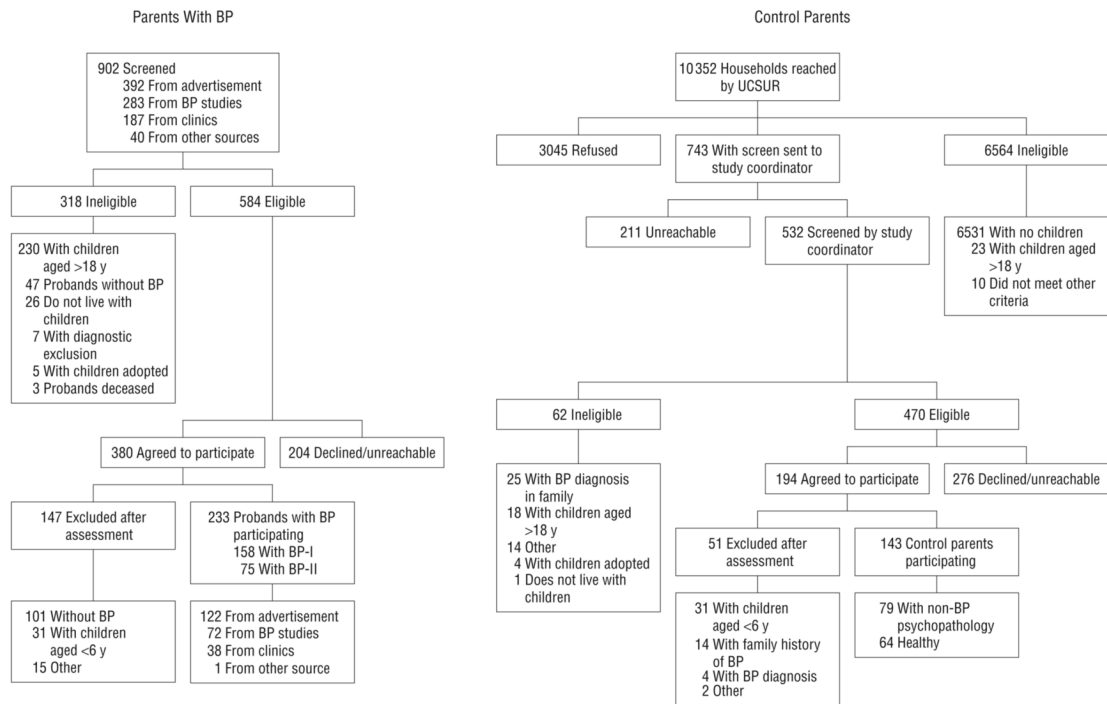 Parents With BP
902 Screened
392 From advertisement
283 From BP studies
187 From clinics
40 From other sources
318 Ineligible
584 Eligible
230 With children
aged >18 y
47 Probands without BP
26 Do not live with
children
7 With diagnostic
exclusion
5 With children adopted
3 Probands deceased
380 Agreed to participate
204 Declined/unreachable
147 Excluded after
assessment
233 Probands with BP
participating
158 With BP-I
75 With BP-II
101 Without BP
31 With children
aged <6 y
15 Other
122 From advertisement
72 From BP studies
38 From clinics
1 From other source
Control Parents
10 352 Households reached
by UCSUR
3045 Refused
743 With screen sent to
study coordinator
6564 Ineligible
211 Unreachable
532 Screened by study
coordinator
6531 With no children
23 With children aged
>18 y
10 Did not meet other
criteria
62 Ineligible
470 Eligible
25 With BP diagnosis
in family
18 With children aged
>18 y
14 Other
4 With children adopted
1 Does not live with
children
194 Agreed to participate
276 Declined/unreachable
51 Excluded after
assessment
143 Control parents
participating
31 With children
aged <6 y
14 With family history
of BP
4 With BP diagnosis
2 Other
79 With non-BP
psychopathology
64 Healthy